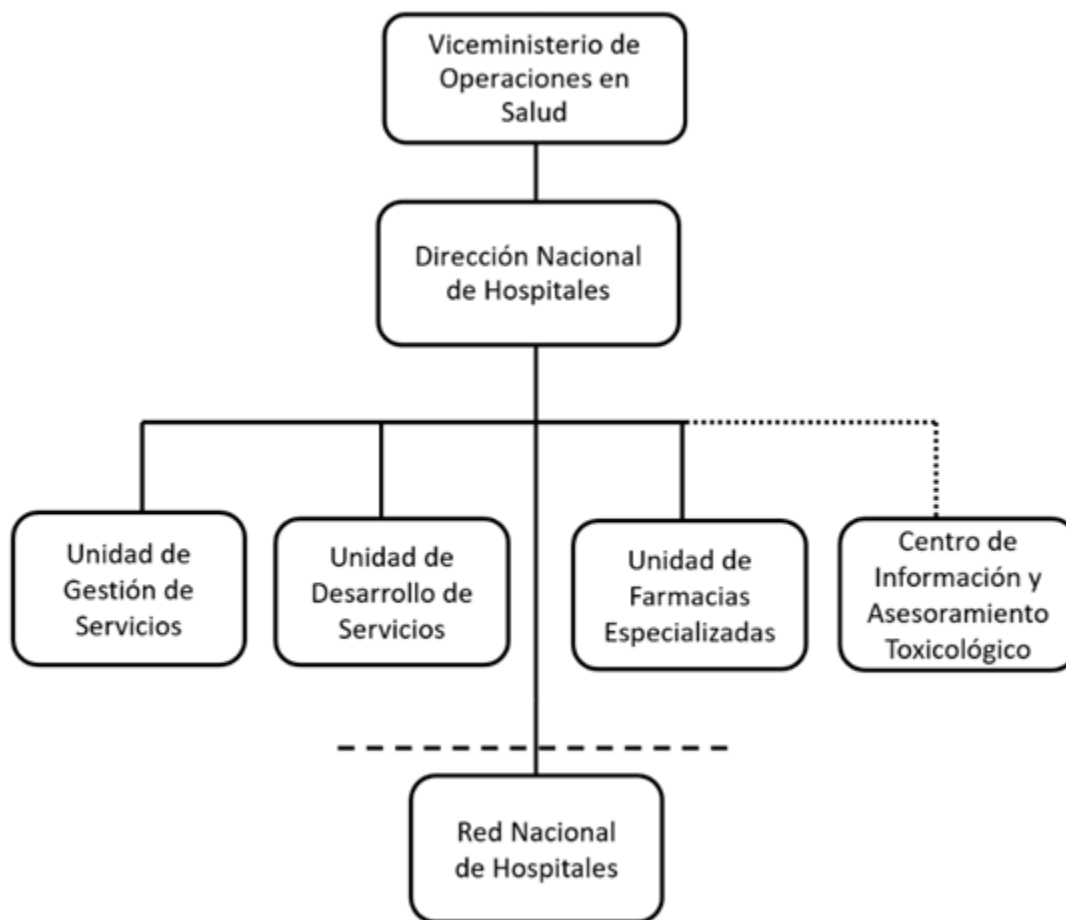 Viceministerio de
Operaciones en
Salud
Dirección Nacional
de Hospitales
Unidad de
Gestión de
Servicios
Unidad de
Desarrollo de
Servicios
Unidad de
Farmacias
Especializadas
Centro de
Información y
Asesoramiento
Toxicológico
Red Nacional
de Hospitales